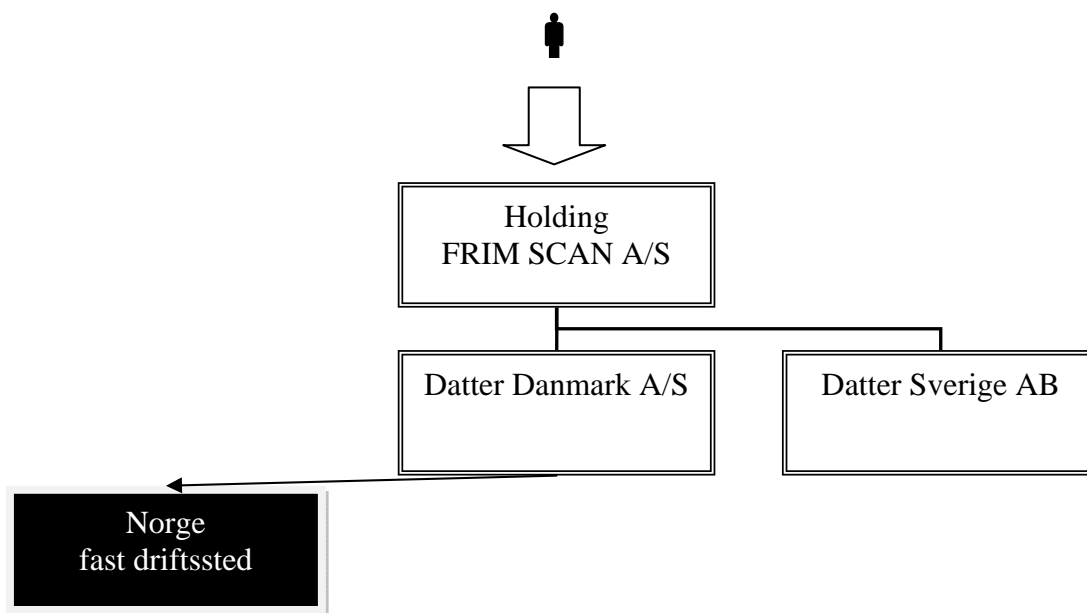 Holding
FRIM SCAN A/S
Datter Danmark A/S
Datter Sverige AB
Norge
fast driftssted